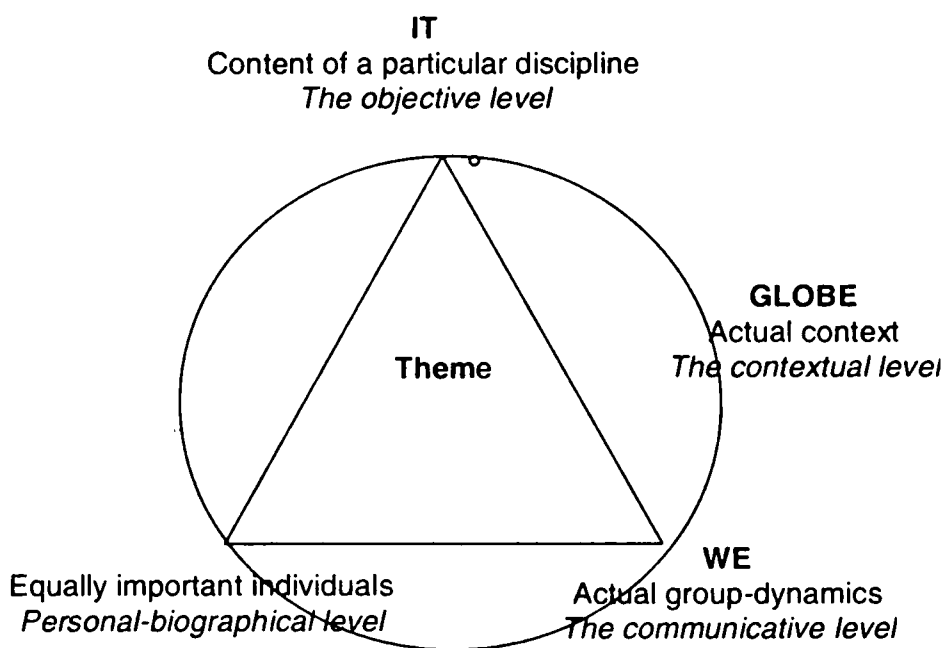 IT
Content of a particular discipline
The objective level
GLOBE
Actual context
The contextual level
Theme
Equally important individuals
Personal-biographical level
WE
Actual group-dynamics
The communicative level